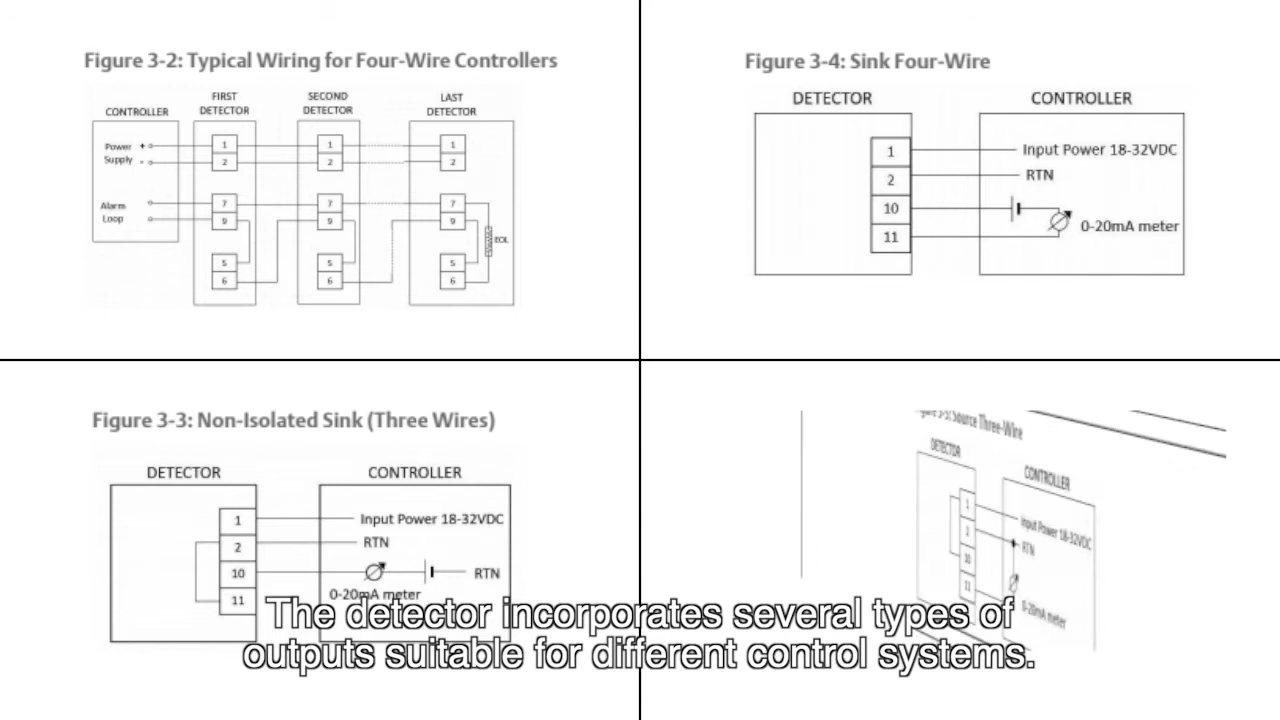 Figure 3-2: Typical Wiring for Four-Wire Controllers
CONTROLLER
FIRST
DETECTOR
SECOND
DETECTOR
LAST
DETECTOR
Power +
Supply -
Alarm
Loop
1
2
7
9
5
6
1
2
7
9
5
6
1
2
7
9
5
6
EOL
Figure 3-4: Sink Four-Wire
DETECTOR
CONTROLLER
1
2
10
11
Input Power 18-32VDC
RTN
0-20mA meter
Figure 3-3: Non-Isolated Sink (Three Wires)
DETECTOR
CONTROLLER
1
2
10
11
Input Power 18-32VDC
RTN
RTN
0-20mA meter
Figure 3-5: Source Three-Wire
DETECTOR
CONTROLLER
1
2
10
11
Input Power 18-32VDC
RTN
0-20mA meter
The detector incorporates several types of
outputs suitable for different control systems.